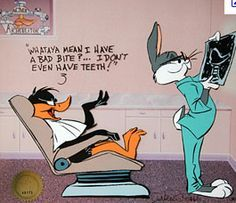 "WHATAYA MEAN I HAVE
A BAD BITE?... I DON'T
EVEN HAVE TEETH!"